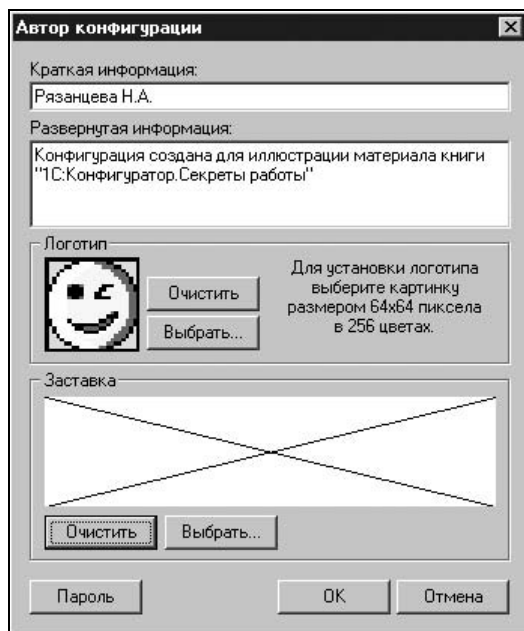 Автор конфигурации
Краткая информация:
Рязанцева Н.А.
Развернутая информация:
Конфигурация создана для иллюстрации материала книги
"1С:Конфигуратор.Секреты работы"
Логотип
Очистить
Выбрать...
Для установки логотипа
выберите картинку
размером 64x64 пиксела
в 256 цветах.
Заставка
Очистить
Выбрать...
Пароль
OK
Отмена